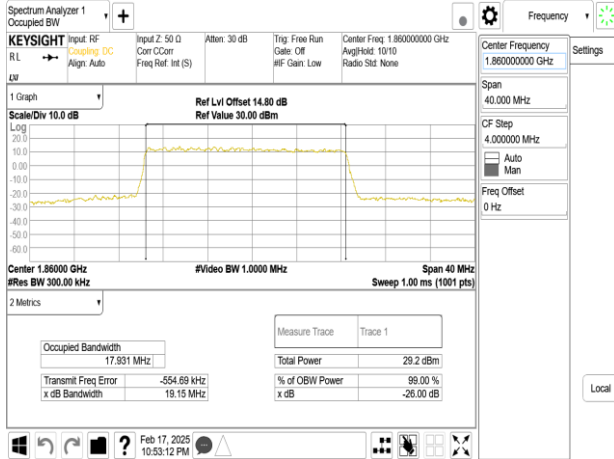 Spectrum Analyzer 1
Occupied BW
+
Frequency
KEYSIGHT
RL
Input: RF
Coupling: DC
Align: Auto
Input Z: 50 Ω
Corr CCorr
Freq Ref: Int (S)
Atten: 30 dB
Trig: Free Run
Gate: Off
#IF Gain: Low
Center Freq: 1.860000000 GHz
Avg|Hold: 10/10
Radio Std: None
Center Frequency
1.860000000 GHz
Settings
Span
40.000 MHz
CF Step
4.000000 MHz
Auto
Man
Freq Offset
0 Hz
Local
1 Graph
Scale/Div 10.0 dB
Ref Lvl Offset 14.80 dB
Ref Value 30.00 dBm
Log
20.0
10.0
0.00
-10.0
-20.0
-30.0
-40.0
-50.0
-60.0
Center 1.86000 GHz
#Video BW 1.0000 MHz
Span 40 MHz
#Res BW 300.00 kHz
Sweep 1.00 ms (1001 pts)
2 Metrics
Measure Trace Trace 1
Occupied Bandwidth
17.931 MHz
Total Power 29.2 dBm
Transmit Freq Error -554.69 kHz
% of OBW Power 99.00 %
x dB Bandwidth 19.15 MHz
x dB -26.00 dB
?
Feb 17, 2025
10:53:12 PM